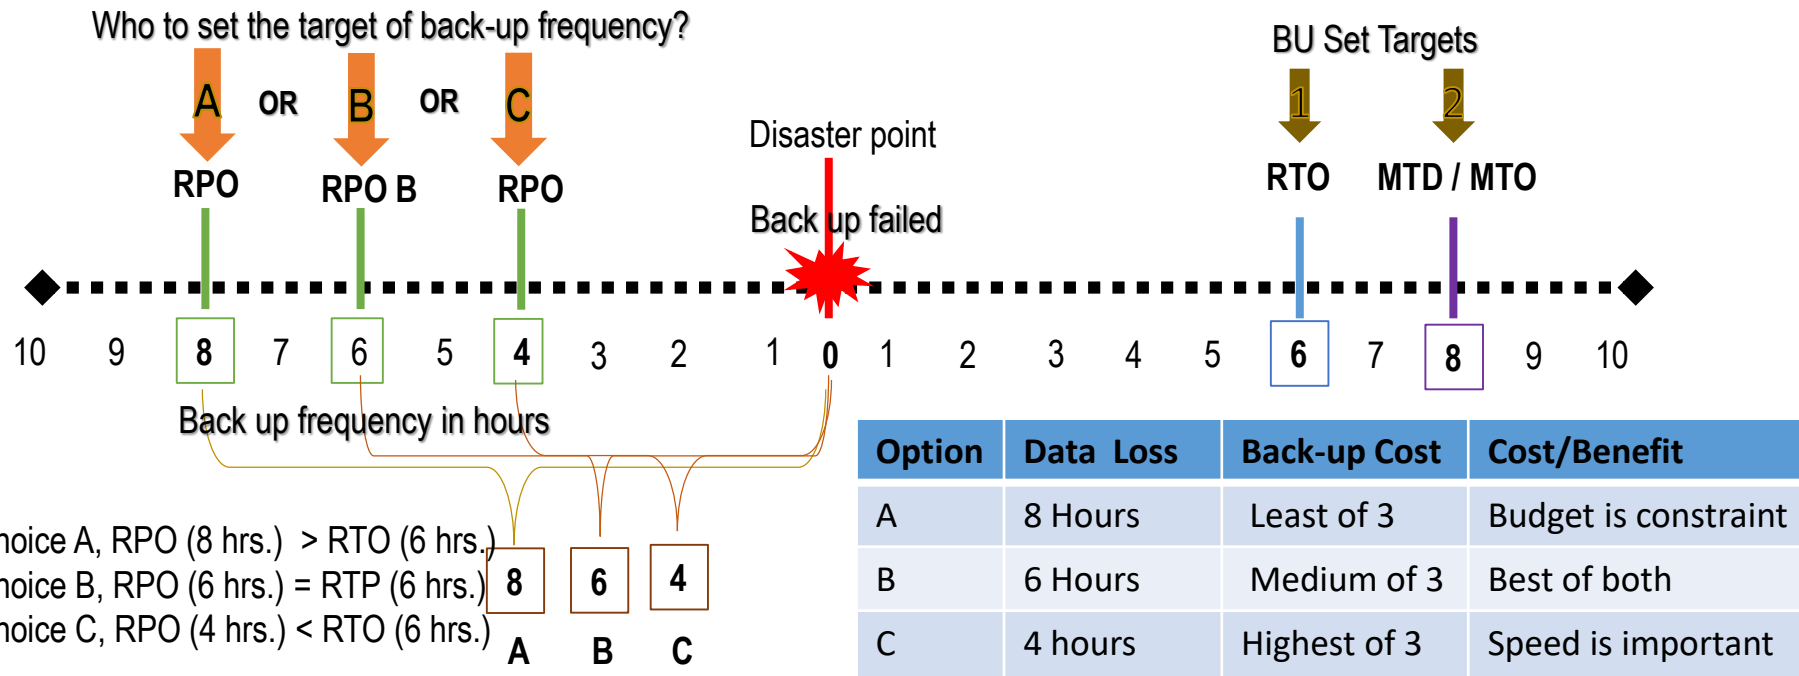 Who to set the target of back-up frequency?
BU Set Targets
A OR B OR C
1 2
Disaster point
RPO RPO B RPO
RTO MTD / MTO
Back up failed
10 9 8 7 6 5 4 3 2 1 0 1 2 3 4 5 6 7 8 9 10
Back up frequency in hours
hoice A, RPO (8 hrs.) > RTO (6 hrs.)
hoice B, RPO (6 hrs.) = RTP (6 hrs.)
hoice C, RPO (4 hrs.) < RTO (6 hrs.)
8 6 4
A B C
Option Data Loss Back-up Cost Cost/Benefit
A 8 Hours Least of 3 Budget is constraint
B 6 Hours Medium of 3 Best of both
C 4 hours Highest of 3 Speed is important